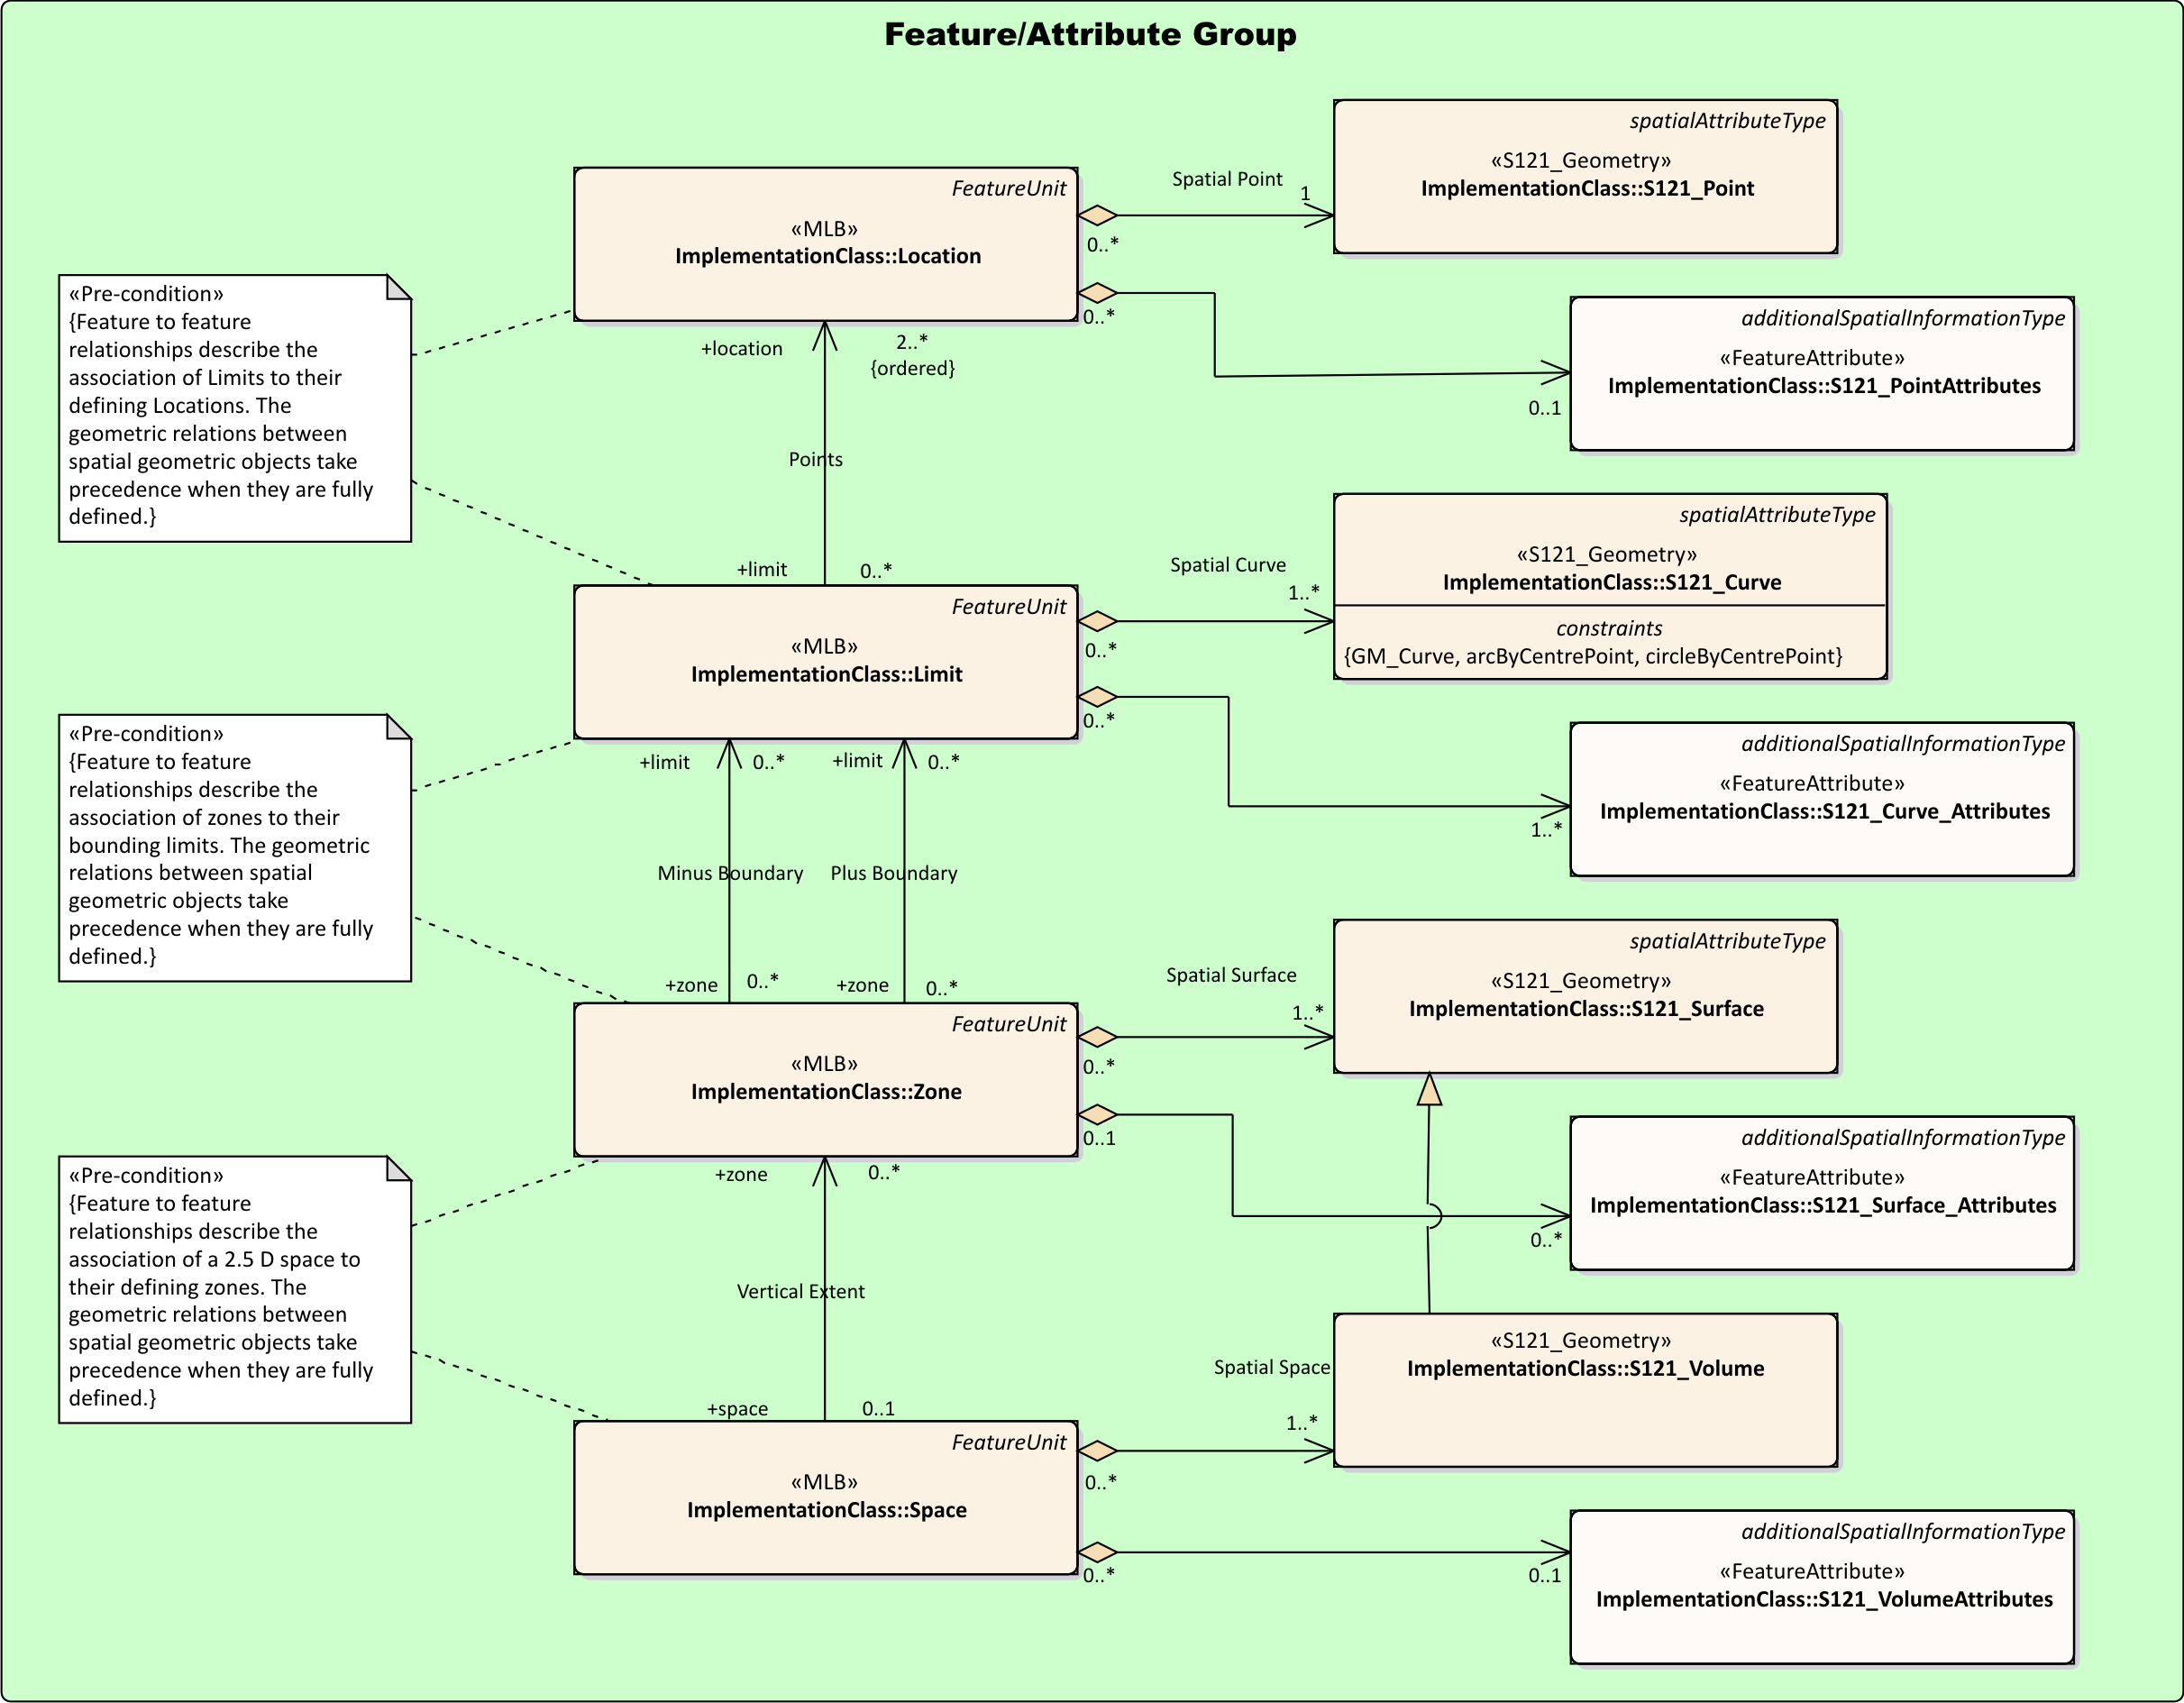 Feature/Attribute Group
spatialAttributeType
«S121_Geometry»
ImplementationClass::S121_Point
FeatureUnit
«MLB»
ImplementationClass::Location
Spatial Point
1
0..*
0..*
additionalSpatialInformationType
«FeatureAttribute»
ImplementationClass::S121_PointAttributes
0..1
«Pre-condition»
{Feature to feature
relationships describe the
association of Limits to their
defining Locations. The
geometric relations between
spatial geometric objects take
precedence when they are fully
defined.}
+location
2..*
{ordered}
Points
+limit
0..*
spatialAttributeType
«S121_Geometry»
ImplementationClass::S121_Curve
constraints
{GM_Curve, arcByCentrePoint, circleByCentrePoint}
FeatureUnit
«MLB»
ImplementationClass::Limit
Spatial Curve
1..*
0..*
0..*
additionalSpatialInformationType
«FeatureAttribute»
ImplementationClass::S121_Curve_Attributes
1..*
«Pre-condition»
{Feature to feature
relationships describe the
association of zones to their
bounding limits. The geometric
relations between spatial
geometric objects take
precedence when they are fully
defined.}
+limit
0..*
+limit
0..*
Minus Boundary
Plus Boundary
+zone
0..*
+zone
0..*
spatialAttributeType
«S121_Geometry»
ImplementationClass::S121_Surface
FeatureUnit
«MLB»
ImplementationClass::Zone
Spatial Surface
1..*
0..*
0..1
additionalSpatialInformationType
«FeatureAttribute»
ImplementationClass::S121_Surface_Attributes
0..*
«Pre-condition»
{Feature to feature
relationships describe the
association of a 2.5 D space to
their defining zones. The
geometric relations between
spatial geometric objects take
precedence when they are fully
defined.}
+zone
0..*
Vertical Extent
+space
0..1
«S121_Geometry»
ImplementationClass::S121_Volume
Spatial Space
1..*
FeatureUnit
«MLB»
ImplementationClass::Space
0..*
0..*
additionalSpatialInformationType
«FeatureAttribute»
ImplementationClass::S121_VolumeAttributes
0..1